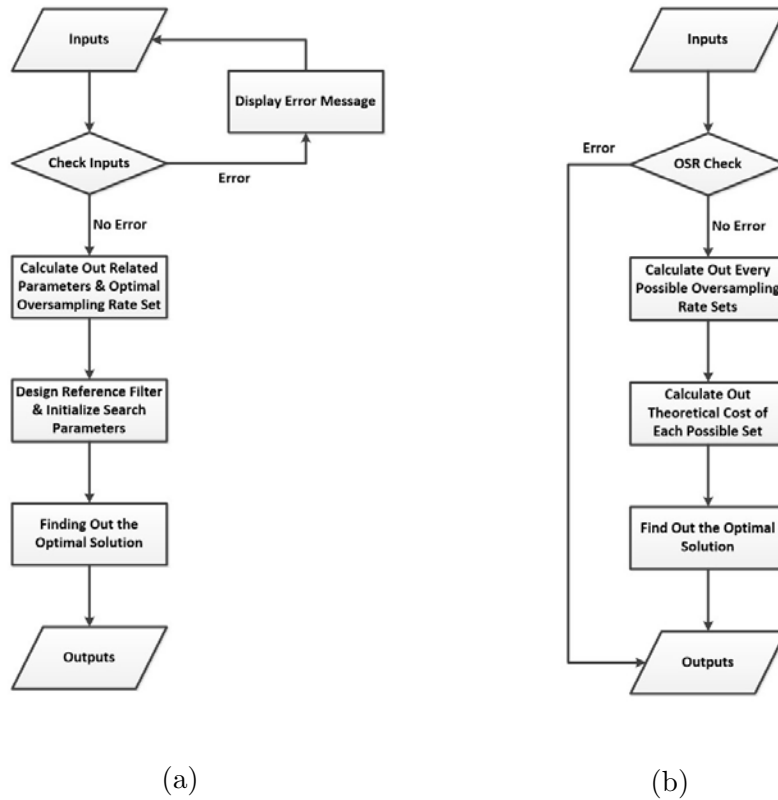 Inputs
Display Error Message
Check Inputs
Error
No Error
Calculate Out Related
Parameters & Optimal
Oversampling Rate Set
Design Reference Filter
& Initialize Search
Parameters
Finding Out the
Optimal Solution
Outputs
(a)
Inputs
Error
OSR Check
No Error
Calculate Out Every
Possible Oversampling
Rate Sets
Calculate Out
Theoretical Cost of
Each Possible Set
Find Out the Optimal
Solution
Outputs
(b)